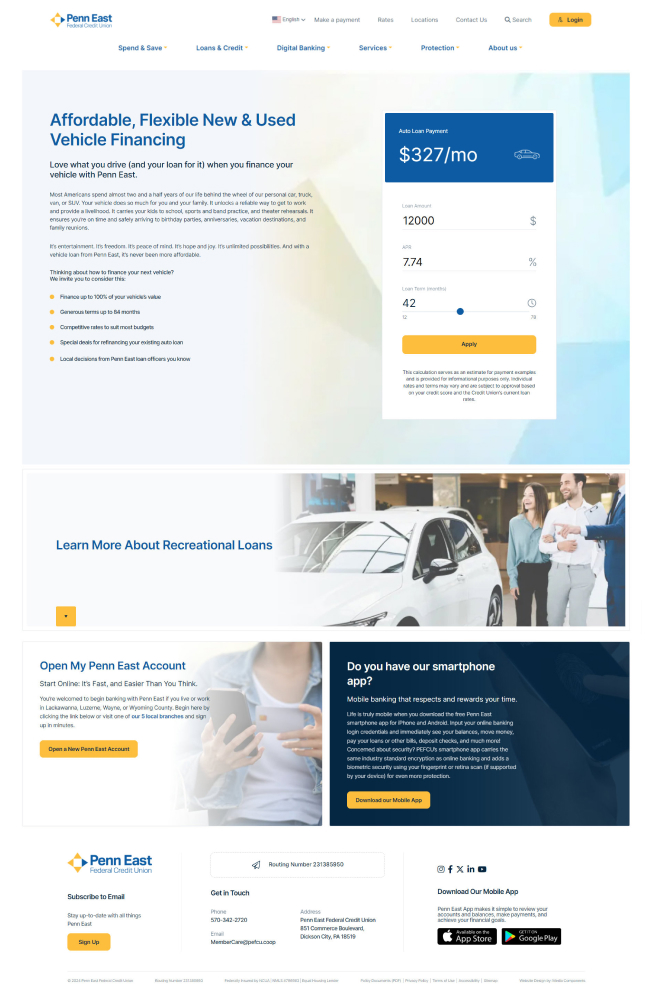 Penn East
Federal Credit Union
English
Make a payment
Rates
Locations
Contact Us
Search
Login
Spend & Save
Loans & Credit
Digital Banking
Services
Protection
About us
Affordable, Flexible New & Used
Vehicle Financing
Love what you drive (and your loan for it) when you finance your
vehicle with Penn East.
Most Americans spend almost two and a half years of our life behind the wheel of our personal car, truck,
van, or SUV. Your vehicle does so much for you and your family. It unlocks a reliable way to get to work
and provide a livelihood. It carries your kids to school, sports and band practice, and theater rehearsals. It
ensures you're on time and safely arriving to birthday parties, anniversaries, vacation destinations, and
family reunions.
It's entertainment. It's freedom. It's peace of mind. It's hope and joy. It's unlimited possibilities. And with a
vehicle loan from Penn East, it's never been more affordable.
Thinking about how to finance your next vehicle?
We invite you to consider this:
Finance up to 100% of your vehicle's value
Generous terms up to 84 months
Competitive rates to suit most budgets
Special deals for refinancing your existing auto loan
Local decisions from Penn East loan officers you know
Auto Loan Payment
$327/mo
Loan Amount
12000 $
APR
7.74 %
Loan Term (months)
42
12 78
Apply
This calculation serves as an estimate for payment examples
and is provided for informational purposes only. Individual
rates and terms may vary and are subject to approval based
on your credit score and the Credit Union's current loan
rates.
Learn More About Recreational Loans
Open My Penn East Account
Start Online: It's Fast, and Easier Than You Think.
You're welcome to begin banking with Penn East if you live or work
in Lackawanna, Luzerne, Wayne, or Wyoming County. Begin here by
clicking the link below or visit one of our 5 local branches and sign
up in minutes.
Open a New Penn East Account
Do you have our smartphone
app?
Mobile banking that respects and rewards your time.
Life is truly mobile when you download the free Penn East
smartphone app for iPhone and Android. Input your online banking
login credentials and immediately see your balances, move money,
pay your loans or other bills, deposit checks, and much more!
Concerned about security? PEFCU's smartphone app carries the
same industry standard encryption as online banking and adds a
biometric security using your fingerprint or retina scan (if supported
by your device) for even more protection.
Download our Mobile App
Penn East
Federal Credit Union
Subscribe to Email
Stay up-to-date with all things
Penn East
Sign Up
Routing Number 231385950
Get in Touch
Phone
570-342-2720
Email
MemberCare@pefcu.coop
Address
Penn East Federal Credit Union
851 Commerce Boulevard,
Dickson City, PA 18519
Download Our Mobile App
Penn East App makes it simple to review your
accounts and balances, make payments, and
achieve your financial goals.
Available on the
App Store
GET IT ON
Google Play
Penn East Federal Credit Union
Privacy Policy | Terms of Use | Accessibility | Sitemap